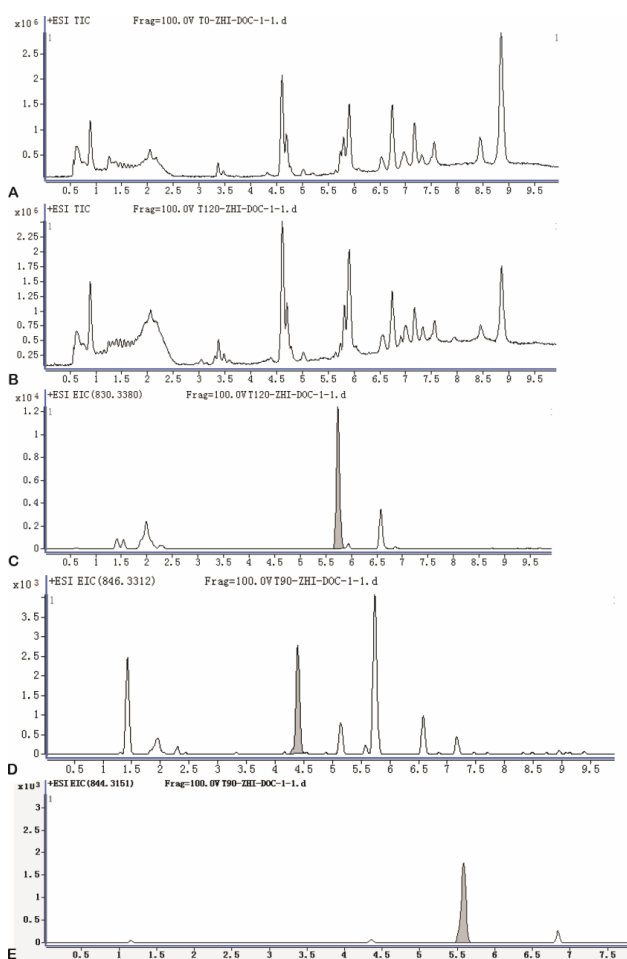 x10⁶ +ESI TIC Frag=100.0V T0-ZHI-DOC-1-1.d
1 1
2.5
2
1.5
1
0.5
0.5 1 1.5 2 2.5 3 3.5 4 4.5 5 5.5 6 6.5 7 7.5 8 8.5 9 9.5
A
x10⁶ +ESI TIC Frag=100.0V T120-ZHI-DOC-1-1.d
1
2.25
2
1.75
1.5
1.25
1
0.75
0.5
0.25
0.5 1 1.5 2 2.5 3 3.5 4 4.5 5 5.5 6 6.5 7 7.5 8 8.5 9 9.5
B
x10⁴ +ESI EIC(830.3380) Frag=100.0V T120-ZHI-DOC-1-1.d
1
1.2
1
0.8
0.6
0.4
0.2
0
0.5 1 1.5 2 2.5 3 3.5 4 4.5 5 5.5 6 6.5 7 7.5 8 8.5 9 9.5
C
x10³ +ESI EIC(846.3312) Frag=100.0V T90-ZHI-DOC-1-1.d
1
3.5
3
2.5
2
1.5
1
0.5
0
0.5 1 1.5 2 2.5 3 3.5 4 4.5 5 5.5 6 6.5 7 7.5 8 8.5 9 9.5
D
x10³ +ESI EIC(844.3151) Frag=100.0V T90-ZHI-DOC-1-1.d
1
3
2.5
2
1.5
1
0.5
0
0.5 1 1.5 2 2.5 3 3.5 4 4.5 5 5.5 6 6.5 7 7.5
E